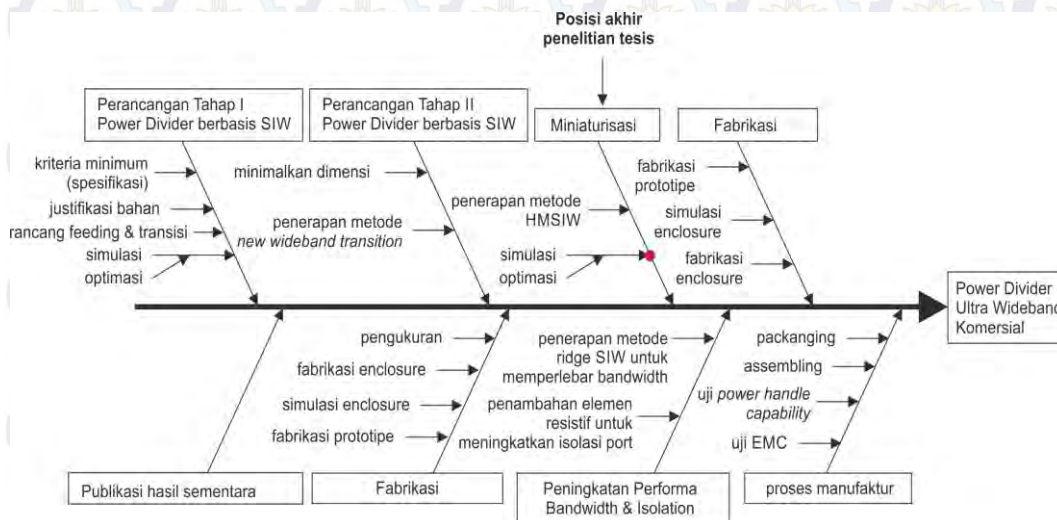 Posisi akhir
penelitian tesis
Perancangan Tahap I
Power Divider berbasis SIW
Perancangan Tahap II
Power Divider berbasis SIW
Miniaturisasi
Fabrikasi
kriteria minimum
(spesifikasi)
justifikasi bahan
rancang feeding & transisi
simulasi
optimasi
minimalkan dimensi
penerapan metode
new wideband transition
penerapan metode
HMSIW
simulasi
optimasi
fabrikasi
prototipe
simulasi
enclosure
fabrikasi
enclosure
Power Divider
Ultra Wideband
Komersial
pengukuran
fabrikasi enclosure
simulasi enclosure
fabrikasi prototipe
penerapan metode
ridge SIW untuk
memperlebar bandwidth
penambahan elemen
resistif untuk
meningkatkan isolasi port
packanging
assembling
uji power handle
capability
uji EMC
Publikasi hasil sementara
Fabrikasi
Peningkatan Performa
Bandwidth & Isolation
proses manufaktur